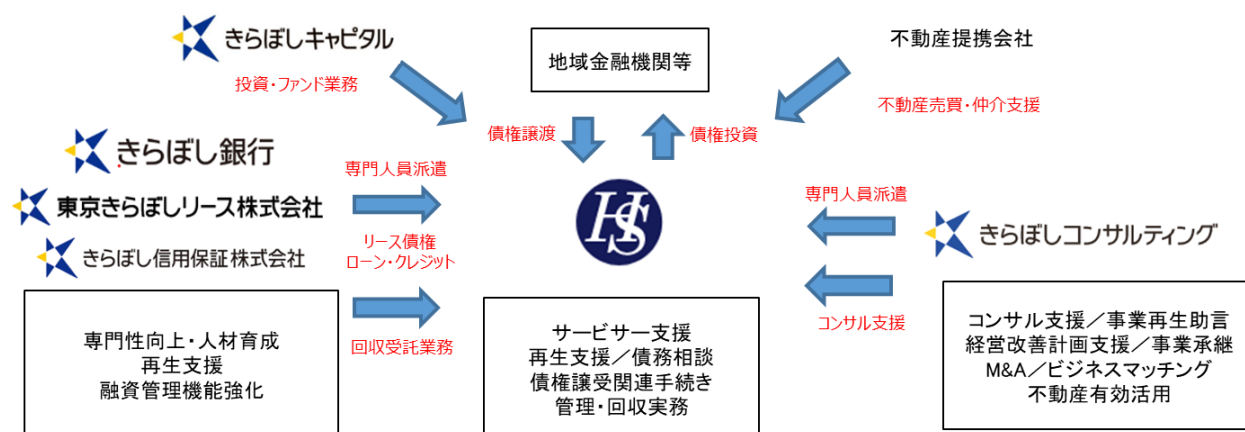 きらぼしキャピタル
投資・ファンド業務
地域金融機関等
不動産提携会社
不動産売買・仲介支援
債権譲渡
債権投資
きらぼし銀行
東京きらぼしリース株式会社
きらぼし信用保証株式会社
専門人員派遣
リース債権
ローン・クレジット
回収受託業務
HS
専門人員派遣
きらぼしコンサルティング
コンサル支援
専門性向上・人材育成
再生支援
融資管理機能強化
サービサー支援
再生支援／債務相談
債権譲受関連手続き
管理・回収実務
コンサル支援／事業再生助言
経営改善計画支援／事業承継
M&A／ビジネスマッチング
不動産有効活用